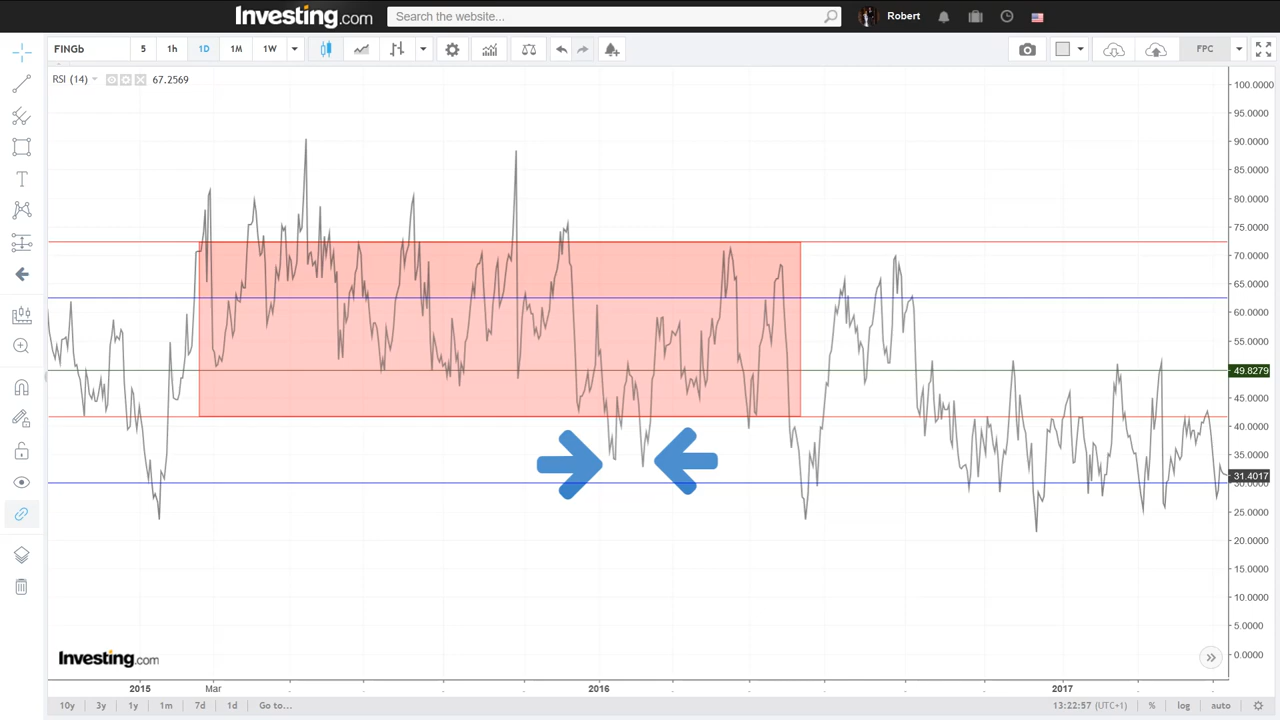 Investing.com
Search the website...
Robert
FINGb 5 1h 1D 1M 1W
FPC
RSI (14) 67.2569
100.0000
95.0000
90.0000
85.0000
80.0000
75.0000
70.0000
65.0000
60.0000
55.0000
49.8279
45.0000
40.0000
35.0000
31.4017
30.0000
25.0000
20.0000
15.0000
10.0000
5.0000
0.0000
Investing.com
2015 Mar 2016 2017
10y 3y 1y 1m 7d 1d Go to... 13:22:57 (UTC+1) % log auto